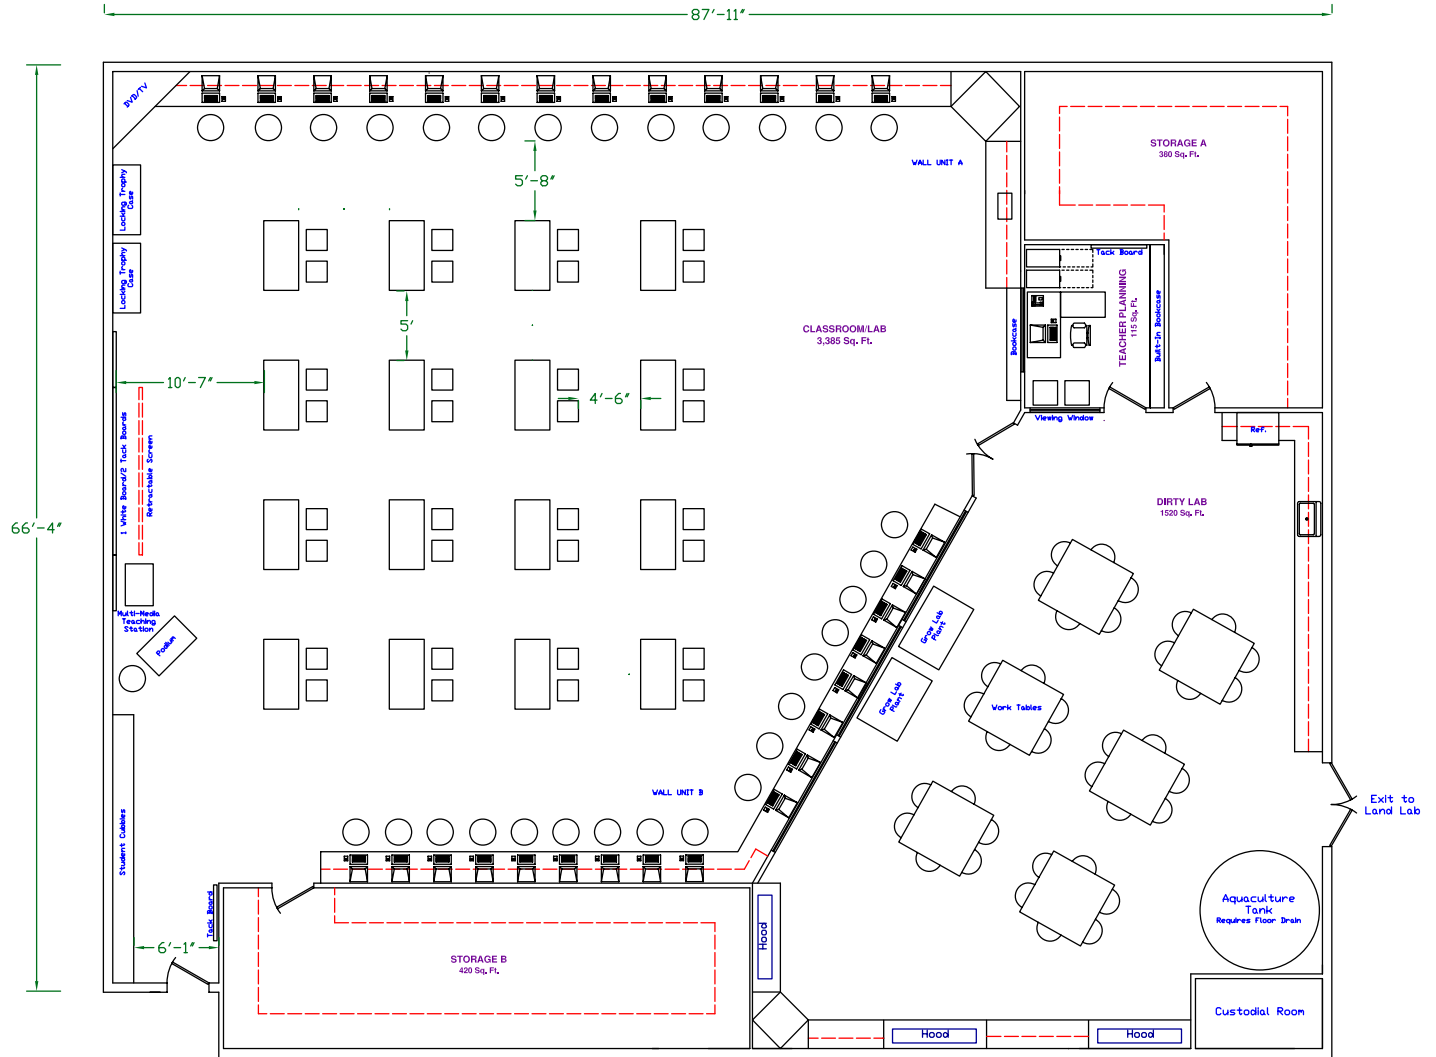 87'-11"
DVD/TV
WALL UNIT A
STORAGE A
380 Sq. Ft.
5'-8"
Locking Trophy
Case
Locking Trophy
Case
Tack Board
TEACHER PLANNING
115 Sq. Ft.
Built-In Bookcase
Bookcase
5'
CLASSROOM/LAB
3,385 Sq. Ft.
10'-7"
4'-6"
Viewing Window
Ref.
1 White Board/2 Tack Boards
Retractable Screen
66'-4"
DIRTY LAB
1520 Sq. Ft.
Multi-Media
Teaching
Station
Podium
Grow Lab
Plant
Grow Lab
Plant
Work Tables
WALL UNIT B
Exit to
Land Lab
Student Cubbies
Tack Board
Aquaculture
Tank
Requires Floor Drain
Hood
6'-1"
STORAGE B
420 Sq. Ft.
Custodial Room
Hood
Hood